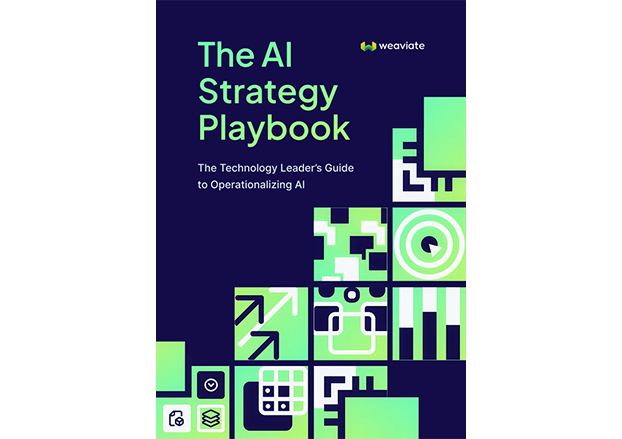 The AI
Strategy
Playbook
weaviate
The Technology Leader's Guide
to Operationalizing AI